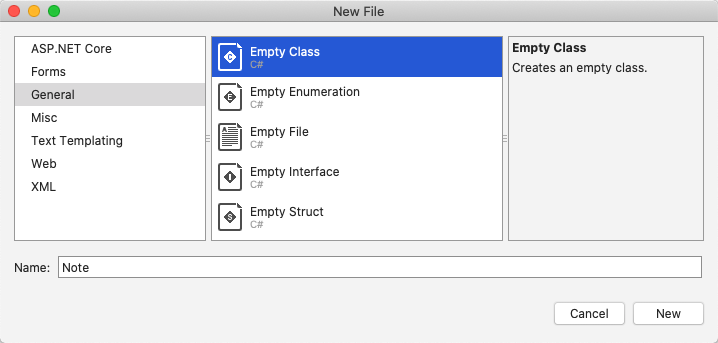 New File
ASP.NET Core
Forms
General
Misc
Text Templating
Web
XML
Empty Class
C#
Empty Enumeration
C#
Empty File
C#
Empty Interface
C#
Empty Struct
C#
Empty Class
Creates an empty class.
Name: Note
Cancel New